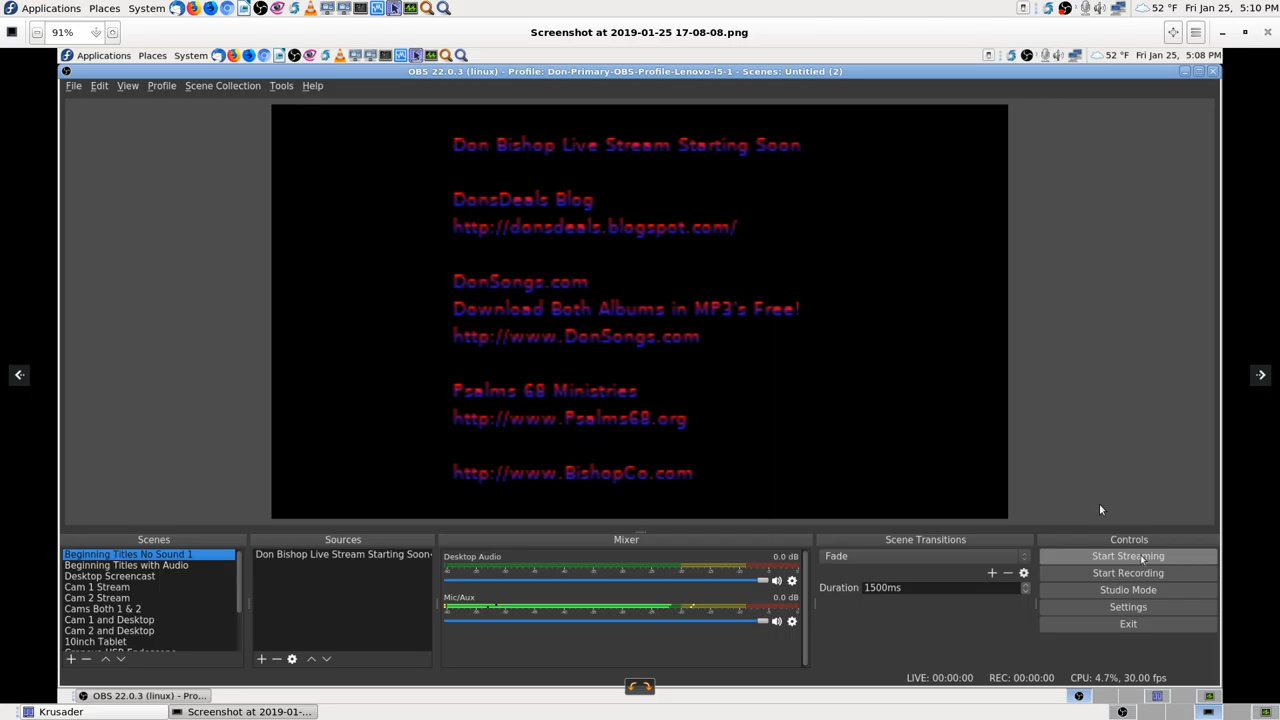 Applications Places System 52 °F Fri Jan 25, 5:10 PM
91% Screenshot at 2019-01-25 17-08-08.png
Applications Places System 52 °F Fri Jan 25, 5:08 PM
OBS 22.0.3 (linux) - Profile: Don-Primary-OBS-Profile-Lenovo-i5-1 - Scenes: Untitled (2)
File Edit View Profile Scene Collection Tools Help
Don Bishop Live Stream Starting Soon
DonsDeals Blog
http://donsdeals.blogspot.com/
DonSongs.com
Download Both Albums in MP3's Free!
http://www.DonSongs.com
Psalms 68 Ministries
http://www.Psalms68.org
http://www.BishopCo.com
Scenes
Beginning Titles No Sound 1
Beginning Titles with Audio
Desktop Screencast
Cam 1 Stream
Cam 2 Stream
Cams Both 1 & 2
Cam 1 and Desktop
Cam 2 and Desktop
10inch Tablet
Sources
Don Bishop Live Stream Starting Soon
Mixer
Desktop Audio 0.0 dB
Mic/Aux 0.0 dB
Scene Transitions
Fade
Duration 1500ms
Controls
Start Streaming
Start Recording
Studio Mode
Settings
Exit
LIVE: 00:00:00 REC: 00:00:00 CPU: 4.7%, 30.00 fps
OBS 22.0.3 (linux) - Pro...
Krusader Screenshot at 2019-01-...